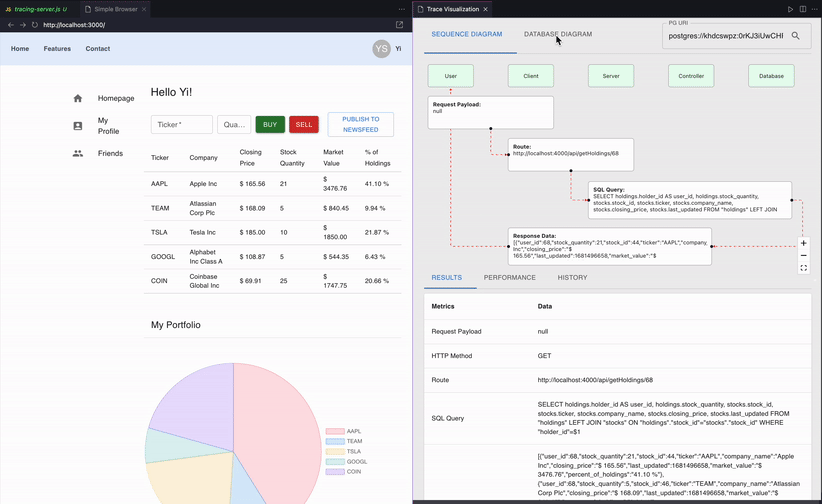 JS tracing-server.js U
Simple Browser
http://localhost:3000/
Home Features Contact
YS Yi
Homepage
My Profile
Friends
Hello Yi!
Ticker*
Qua...
BUY
SELL
PUBLISH TO
NEWSFEED
Ticker Company Closing Price Stock Quantity Market Value % of Holdings
AAPL Apple Inc $ 165.56 21 $ 3476.76 41.10 %
TEAM Atlassian Corp Plc $ 168.09 5 $ 840.45 9.94 %
TSLA Tesla Inc $ 185.00 10 $ 1850.00 21.87 %
GOOGL Alphabet Inc Class A $ 108.87 5 $ 544.35 6.43 %
COIN Coinbase Global Inc $ 69.91 25 $ 1747.75 20.66 %
My Portfolio
AAPL
TEAM
TSLA
GOOGL
COIN
Trace Visualization
SEQUENCE DIAGRAM
DATABASE DIAGRAM
PG URI
User
Client
Server
Controller
Database
Request Payload:
null
Route:
http://localhost:4000/api/getHoldings/68
SQL Query:
SELECT holdings.holder_id AS user_id, holdings.stock_quantity,
stocks.stock_id, stocks.ticker, stocks.company_name,
stocks.closing_price, stocks.last_updated FROM "holdings" LEFT JOIN
Response Data:
[{"user_id":68,"stock_quantity":21,"stock_id":44,"ticker":"AAPL","company_
Inc","closing_price":"$
165.56","last_updated":1681496658,"market_value":"$
RESULTS
PERFORMANCE
HISTORY
Metrics Data
Request Payload null
HTTP Method GET
Route http://localhost:4000/api/getHoldings/68
SQL Query
SELECT holdings.holder_id AS user_id, holdings.stock_quantity, stocks.stock_id,
stocks.ticker, stocks.company_name, stocks.closing_price, stocks.last_updated FROM
"holdings" LEFT JOIN "stocks" ON "holdings"."stock_id"="stocks"."stock_id" WHERE
"holder_id"=$1
[{"user_id":68,"stock_quantity":21,"stock_id":44,"ticker":"AAPL","company_name":"Apple
Inc","closing_price":"$ 165.56","last_updated":1681496658,"market_value":"$
3476.76","percent_of_holdings":"41.10 %"},
{"user_id":68,"stock_quantity":5,"stock_id":46,"ticker":"TEAM","company_name":"Atlassian
Corp Plc","closing_price":"$ 168.09","last_updated":1681496658,"market_value":"$